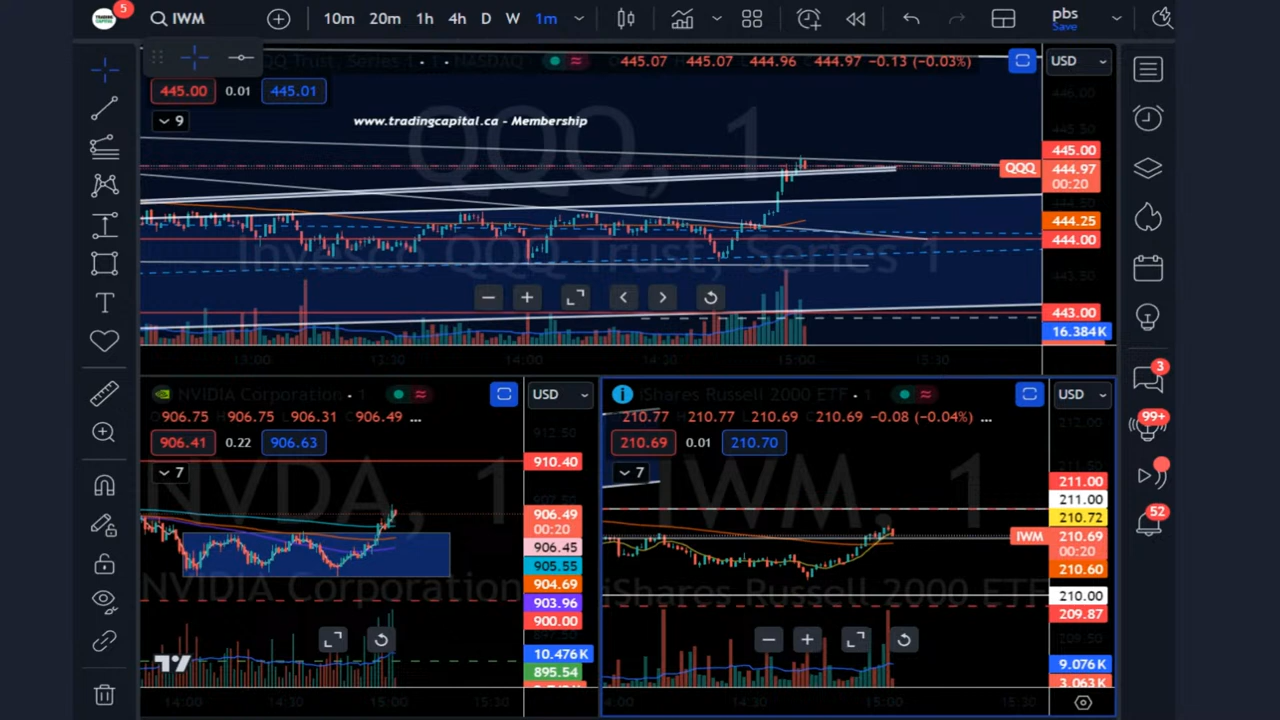 5
IWM
10m 20m 1h 4h D W 1m
pbs
Save
QQQ Trust, Series 1 · 1 · NASDAQ 445.07 H 445.07 L 444.96 C 444.97 −0.13 (−0.03%)
USD
445.00 0.01 445.01
9
www.tradingcapital.ca - Membership
QQQ, 1
Invesco QQQ Trust, Series 1
446.00
445.50
445.00
QQQ 444.97
00:20
444.50
444.25
444.00
443.50
443.00
16.384K
13:00 13:30 14:00 14:30 15:00 15:30
NVIDIA Corporation · 1
USD
O 906.75 H 906.75 L 906.31 C 906.49 ...
906.41 0.22 906.63
7
NVDA, 1
NVIDIA Corporation
912.50
910.40
907.50
906.49
00:20
906.45
905.55
904.69
903.96
900.00
897.50
10.476K
895.54
14:00 14:30 15:00 15:30
iShares Russell 2000 ETF · 1
USD
210.77 H 210.77 L 210.69 C 210.69 −0.08 (−0.04%) ...
210.69 0.01 210.70
7
IWM, 1
iShares Russell 2000 ETF
212.00
211.50
211.00
211.00
210.72
IWM 210.69
00:20
210.60
210.00
209.87
209.50
9.076K
3.063K
14:30 15:00 15:30
3
99+
52